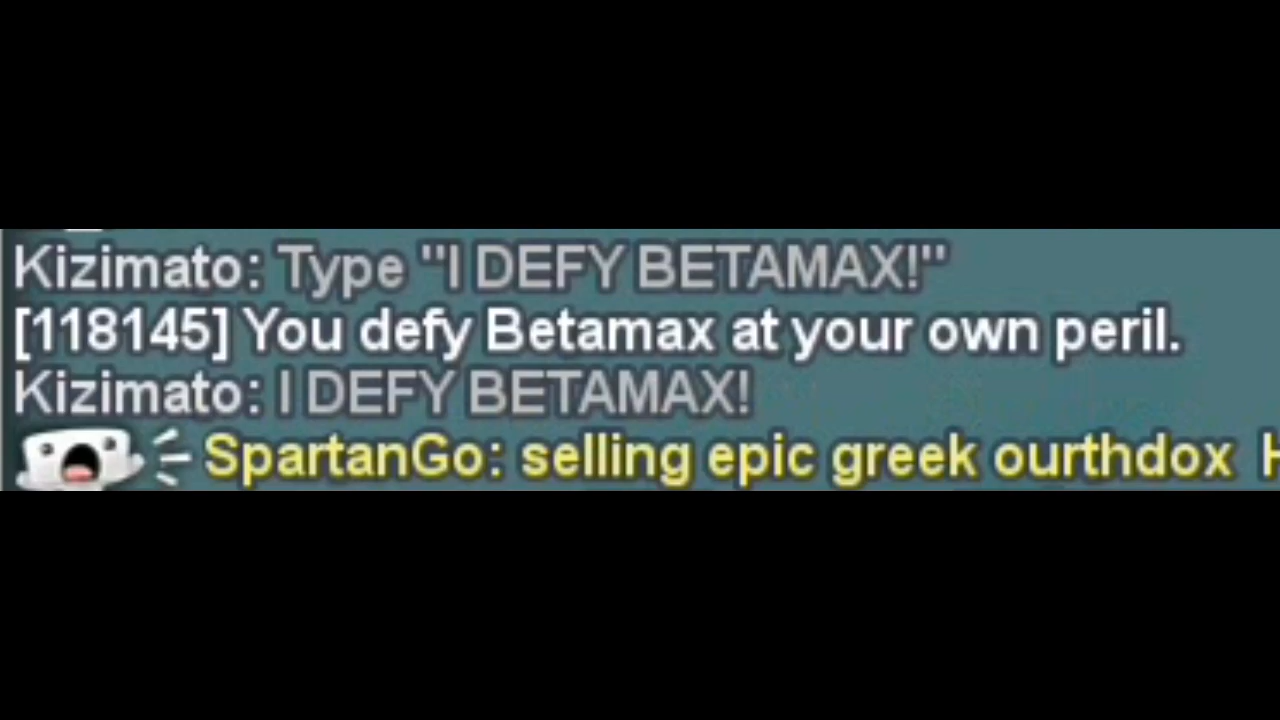 Kizimato: Type "I DEFY BETAMAX!"
[118145] You defy Betamax at your own peril.
Kizimato: I DEFY BETAMAX!
SpartanGo: selling epic greek ourthdox